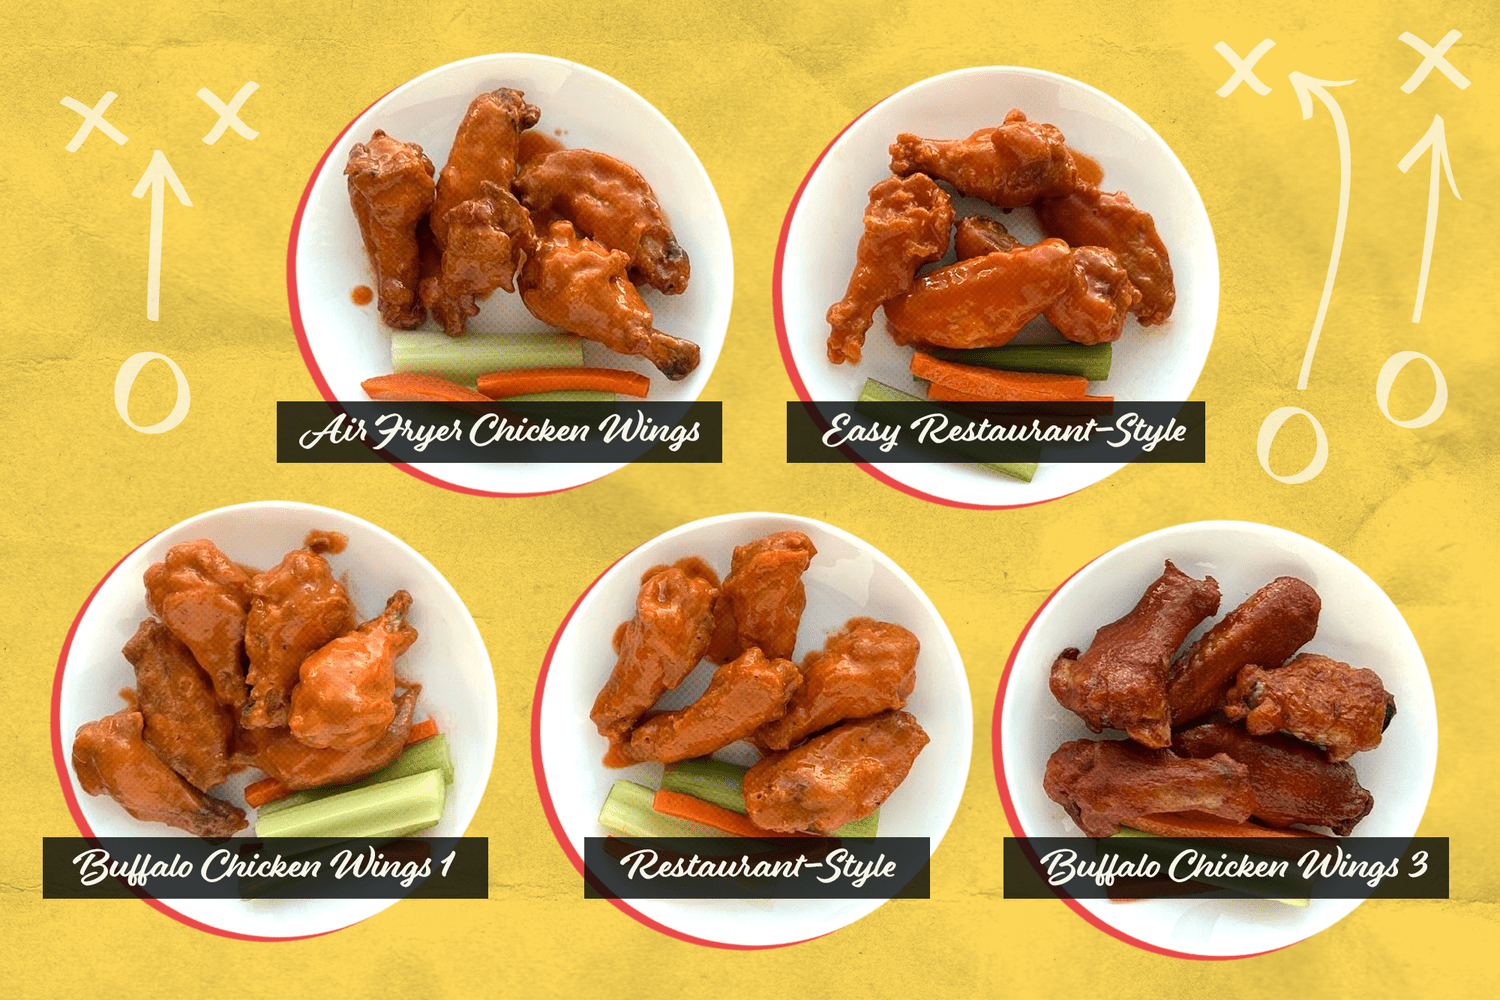 Air Fryer Chicken Wings
Easy Restaurant-Style
Buffalo Chicken Wings 1
Restaurant-Style
Buffalo Chicken Wings 3